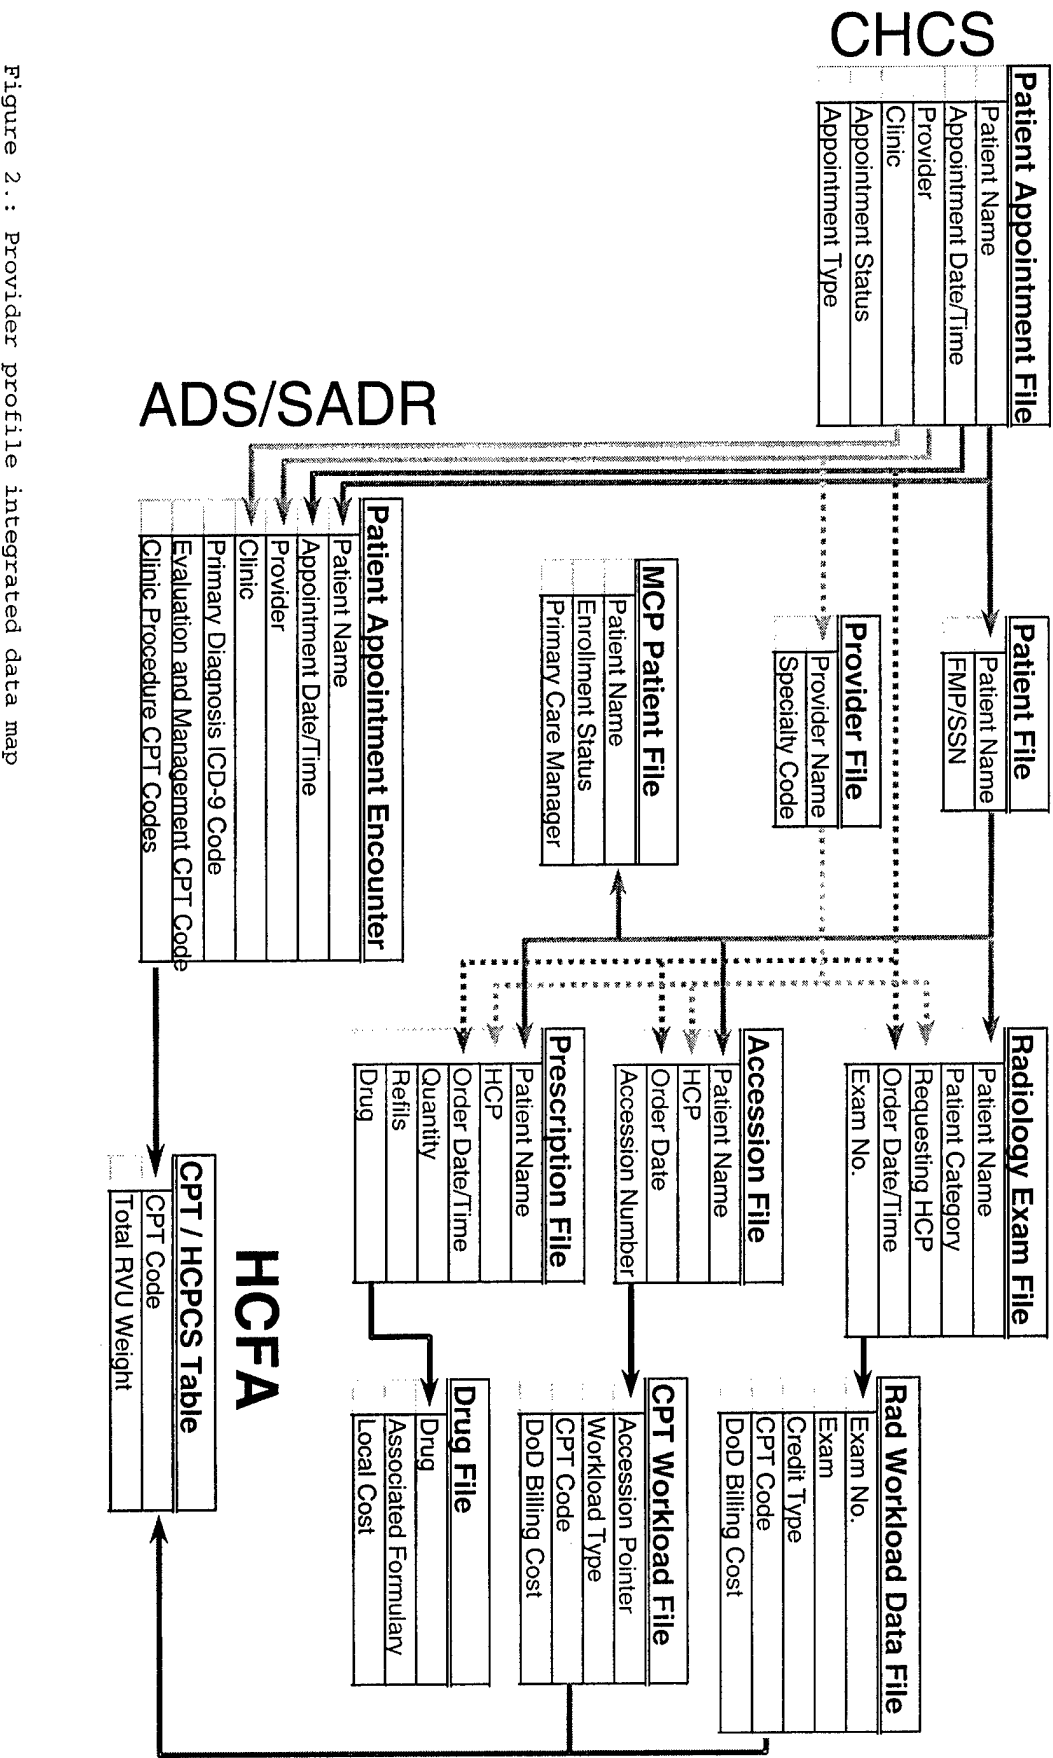 CHCS
Patient Appointment File
Patient Name
Appointment Date/Time
Provider
Clinic
Appointment Status
Appointment Type
Patient File
Patient Name
FMP/SSN
Provider File
Provider Name
Specialty Code
MCP Patient File
Patient Name
Enrollment Status
Primary Care Manager
Radiology Exam File
Patient Name
Patient Category
Requesting HCP
Order Date/Time
Exam No.
Accession File
Patient Name
HCP
Order Date
Accession Number
Prescription File
Patient Name
HCP
Order Date/Time
Quantity
Refils
Drug
Rad Workload Data File
Exam No.
Exam
Credit Type
CPT Code
DoD Billing Cost
CPT Workload File
Accession Pointer
Workload Type
CPT Code
DoD Billing Cost
Drug File
Drug
Associated Formulary
Local Cost
ADS/SADR
Patient Appointment Encounter
Patient Name
Appointment Date/Time
Provider
Clinic
Primary Diagnosis ICD-9 Code
Evaluation and Management CPT Code
Clinic Procedure CPT Codes
HCFA
CPT / HCPCS Table
CPT Code
Total RVU Weight
Figure 2.: Provider profile integrated data map